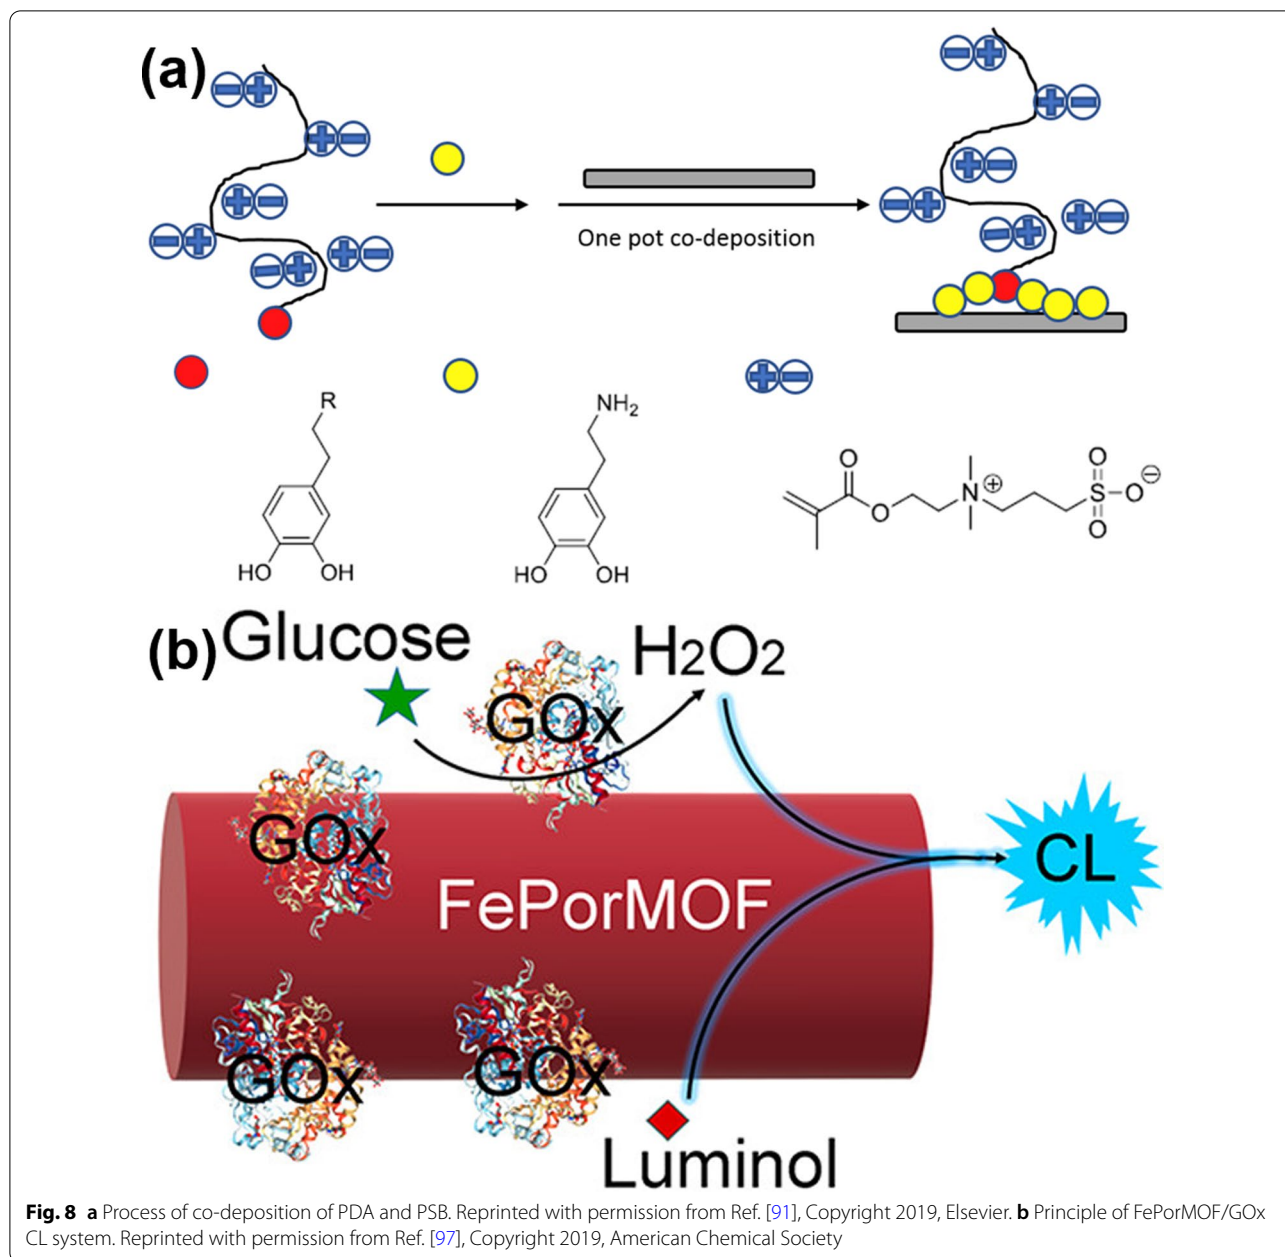 (a)
One pot co-deposition
R
HO OH
NH2
HO OH
O
O
N
⊕
O
S
O
O
⊖
(b)
Glucose
H2O2
GOx
GOx
FePorMOF
CL
GOx
GOx
Luminol
Fig. 8 a Process of co-deposition of PDA and PSB. Reprinted with permission from Ref. [91], Copyright 2019, Elsevier. b Principle of FePorMOF/GOx
CL system. Reprinted with permission from Ref. [97], Copyright 2019, American Chemical Society